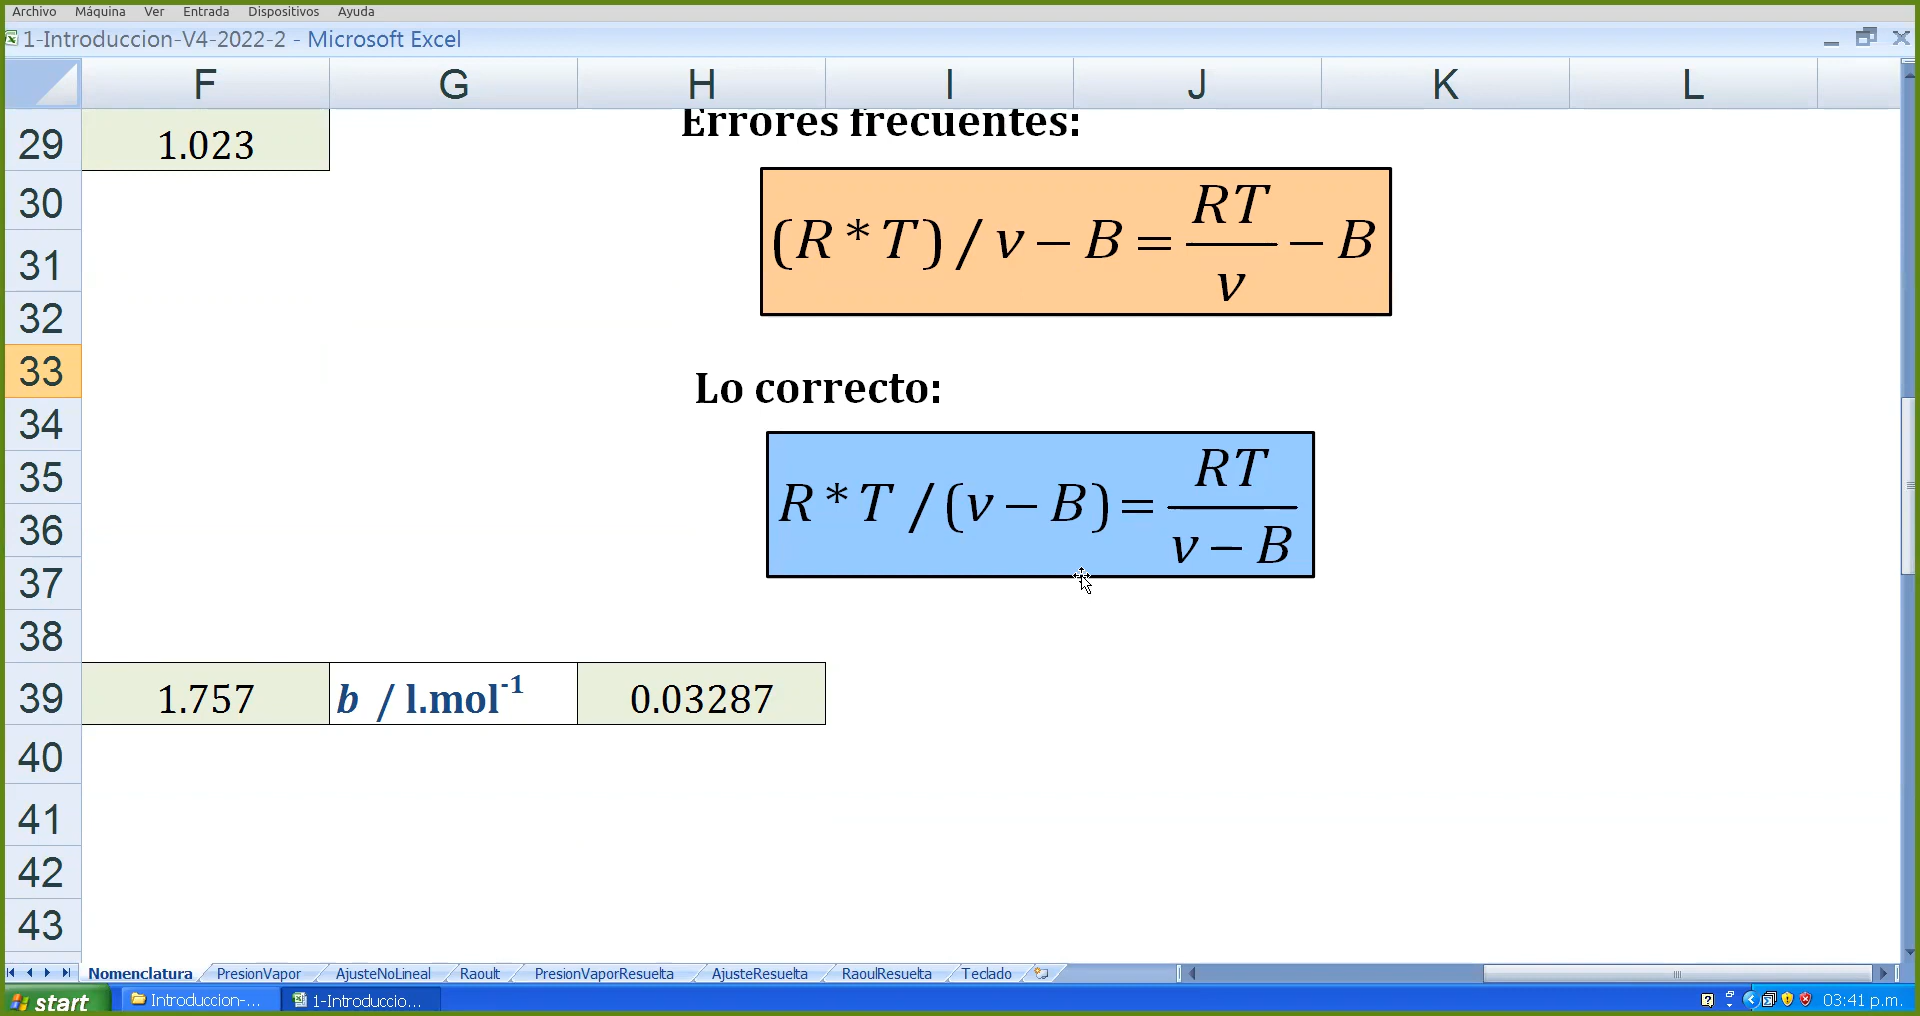 Archivo Máquina Ver Entrada Dispositivos Ayuda
1-Introduccion-V4-2022-2 - Microsoft Excel
F G H I J K L
29 1.023 Errores frecuentes:
30
31 (R * T) / v − B = RT / v − B
32
33
34 Lo correcto:
35
36 R * T / (v − B) = RT / v − B
37
38
39 1.757 b / l.mol⁻¹ 0.03287
40
41
42
43
Nomenclatura PresionVapor AjusteNoLineal Raoult PresionVaporResuelta AjusteResuelta RaoulResuelta Teclado
start Introduccion-... 1-Introduccio... 03:41 p.m.